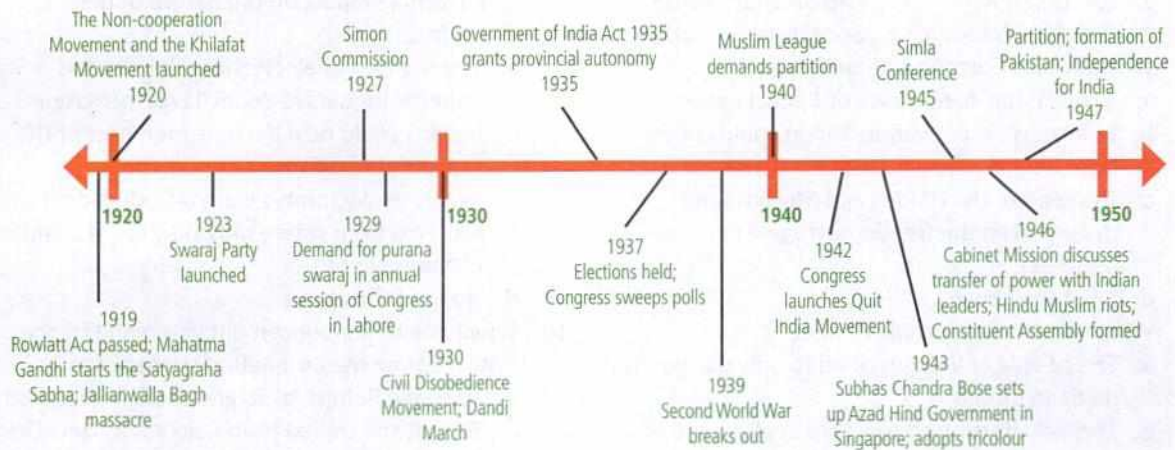 The Non-cooperation
Movement and the Khilafat
Movement launched
1920
Simon
Commission
1927
Government of India Act 1935
grants provincial autonomy
1935
Muslim League
demands partition
1940
Simla
Conference
1945
Partition; formation of
Pakistan; Independence
for India
1947
1920
1930
1940
1950
1919
Rowlatt Act passed; Mahatma
Gandhi starts the Satyagraha
Sabha; Jallianwalla Bagh
massacre
1923
Swaraj Party
launched
1929
Demand for purana
swaraj in annual
session of Congress
in Lahore
1930
Civil Disobedience
Movement; Dandi
March
1937
Elections held;
Congress sweeps polls
1939
Second World War
breaks out
1942
Congress
launches Quit
India Movement
1943
Subhas Chandra Bose sets
up Azad Hind Government in
Singapore; adopts tricolour
1946
Cabinet Mission discusses
transfer of power with Indian
leaders; Hindu Muslim riots;
Constituent Assembly formed